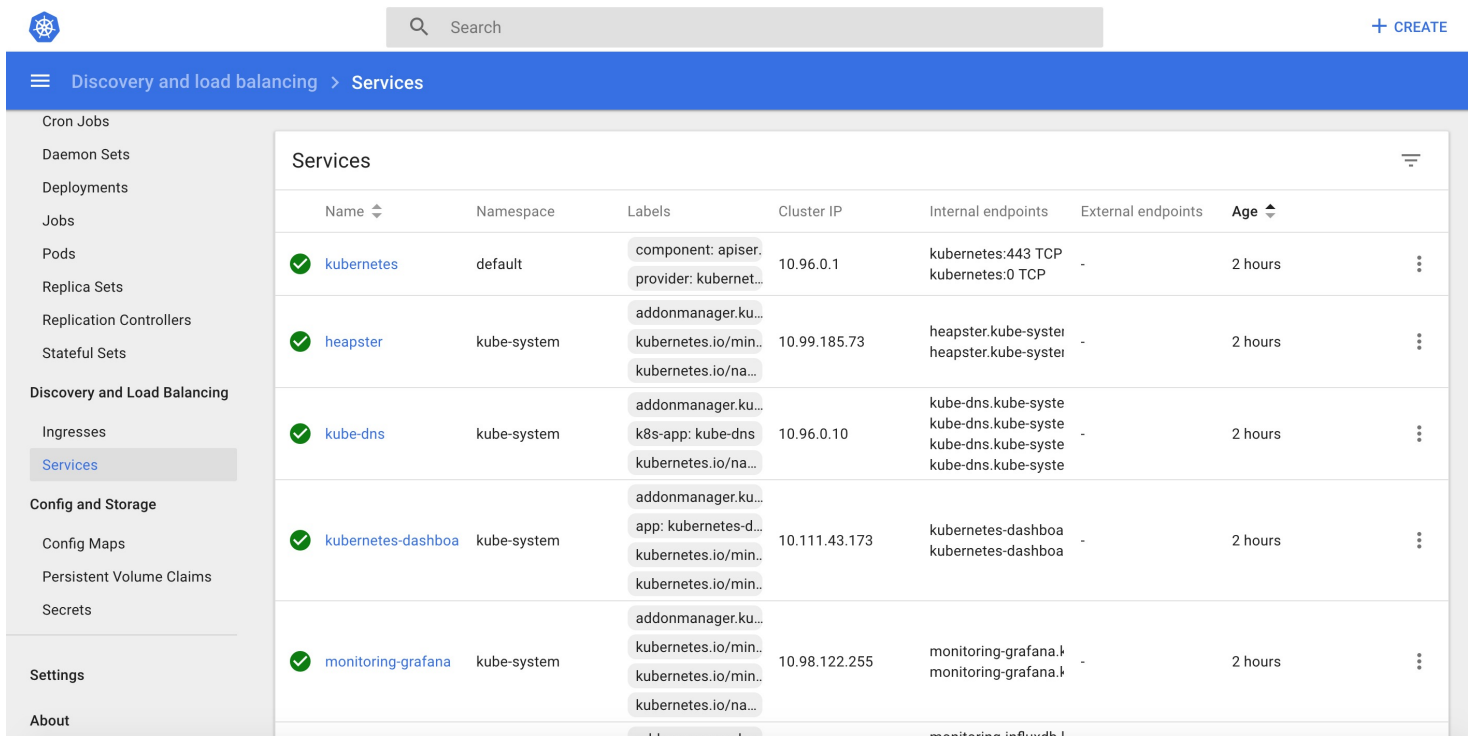 Search
+ CREATE
Discovery and load balancing > Services
Cron Jobs
Daemon Sets
Deployments
Jobs
Pods
Replica Sets
Replication Controllers
Stateful Sets
Discovery and Load Balancing
Ingresses
Services
Config and Storage
Config Maps
Persistent Volume Claims
Secrets
Settings
About
Services
Name Namespace Labels Cluster IP Internal endpoints External endpoints Age
kubernetes default component: apiser. 10.96.0.1 kubernetes:443 TCP - 2 hours
provider: kubernet... kubernetes:0 TCP
addonmanager.ku...
heapster kube-system kubernetes.io/min.. 10.99.185.73 heapster.kube-syster - 2 hours
kubernetes.io/na... heapster.kube-syster
addonmanager.ku... kube-dns.kube-syste
kube-dns kube-system k8s-app: kube-dns 10.96.0.10 kube-dns.kube-syste - 2 hours
kubernetes.io/na... kube-dns.kube-syste
kube-dns.kube-syste
addonmanager.ku...
app: kubernetes-d... kubernetes-dashboa
kubernetes-dashboa kube-system kubernetes.io/min.. 10.111.43.173 kubernetes-dashboa - 2 hours
kubernetes.io/min..
addonmanager.ku...
kubernetes.io/min.. monitoring-grafana.k
monitoring-grafana kube-system kubernetes.io/min.. 10.98.122.255 monitoring-grafana.k - 2 hours
kubernetes.io/na...